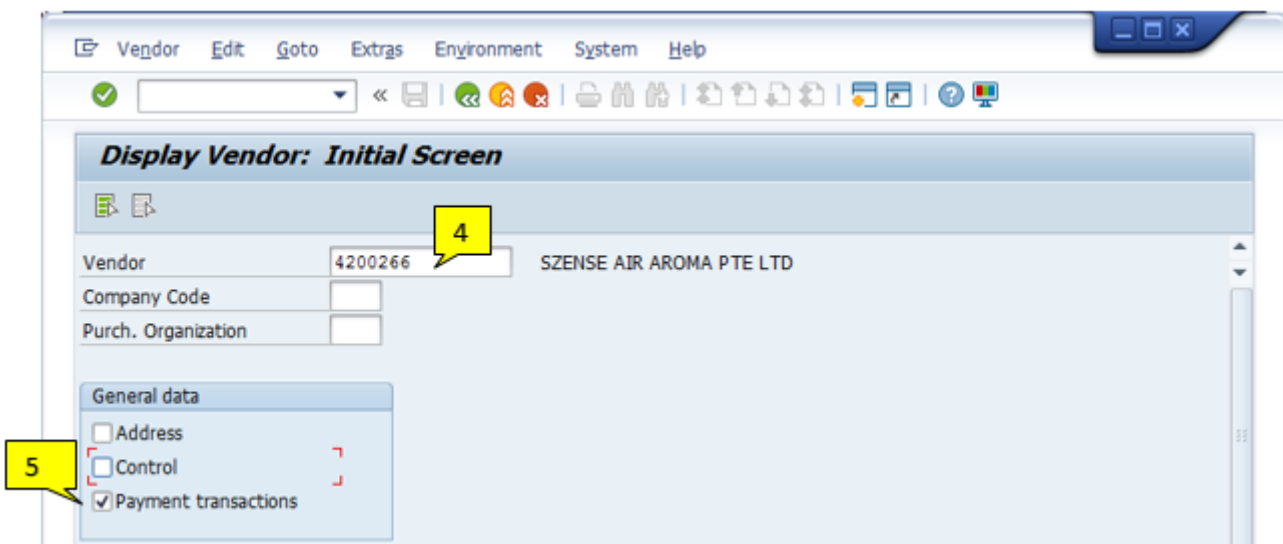 Vendor Edit Goto Extras Environment System Help
Display Vendor: Initial Screen
4
Vendor 4200266 SZENSE AIR AROMA PTE LTD
Company Code
Purch. Organization
General data
Address
5
Control
Payment transactions